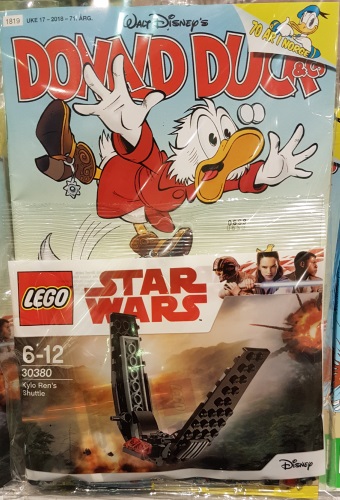 1819
UKE 17 - 2018 - 71. ÅRG.
WALT DISNEY'S
70 ÅR I NORGE
DONALD DUCK
& Co
LEGO
STAR
WARS
6-12
30380
Kylo Ren's
Shuttle
Disney